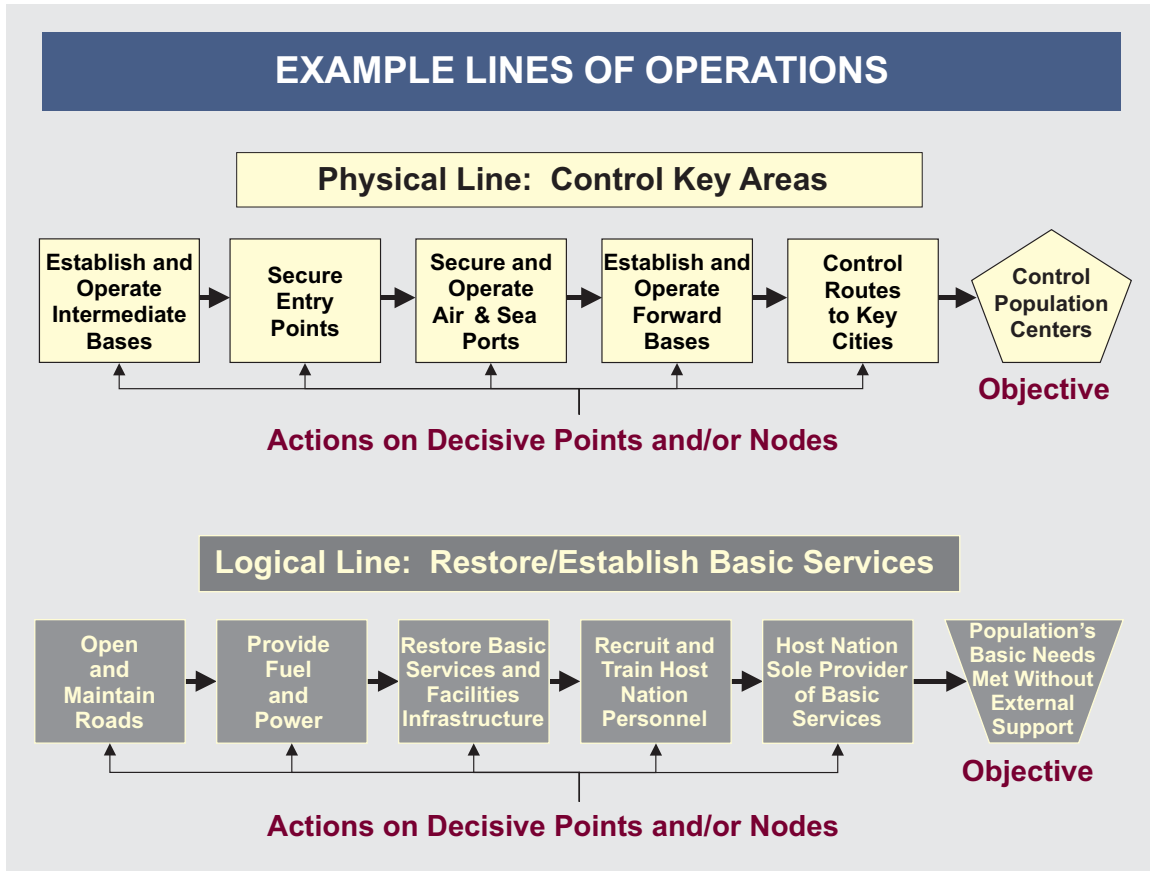 EXAMPLE LINES OF OPERATIONS
Physical Line: Control Key Areas
Establish and
Operate
Intermediate
Bases
Secure
Entry
Points
Secure and
Operate
Air & Sea
Ports
Establish and
Operate
Forward
Bases
Control
Routes
to Key
Cities
Control
Population
Centers
Objective
Actions on Decisive Points and/or Nodes
Logical Line: Restore/Establish Basic Services
Open
and
Maintain
Roads
Provide
Fuel
and
Power
Restore Basic
Services and
Facilities
Infrastructure
Recruit and
Train Host
Nation
Personnel
Host Nation
Sole Provider
of Basic
Services
Population's
Basic Needs
Met Without
External
Support
Objective
Actions on Decisive Points and/or Nodes